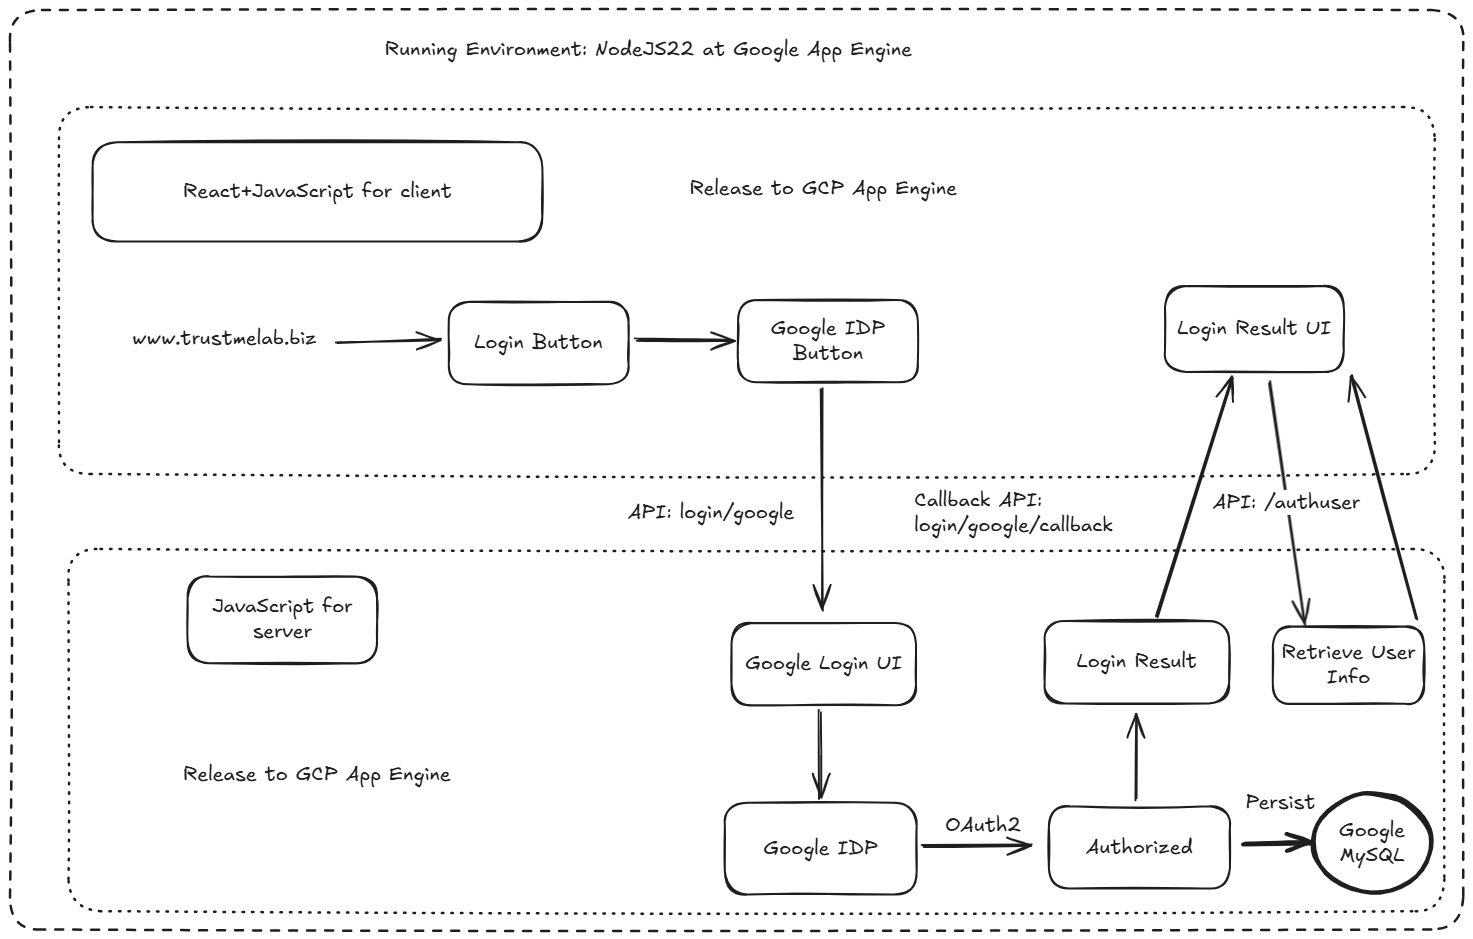 Running Environment: NodeJS22 at Google App Engine
React+JavaScript for client
Release to GCP App Engine
www.trustmelab.biz
Login Button
Google IDP
Button
Login Result UI
API: login/google
Callback API:
login/google/callback
API: /authuser
JavaScript for
server
Google Login UI
Login Result
Retrieve User
Info
Release to GCP App Engine
Google IDP
OAuth2
Authorized
Persist
Google
MySQL